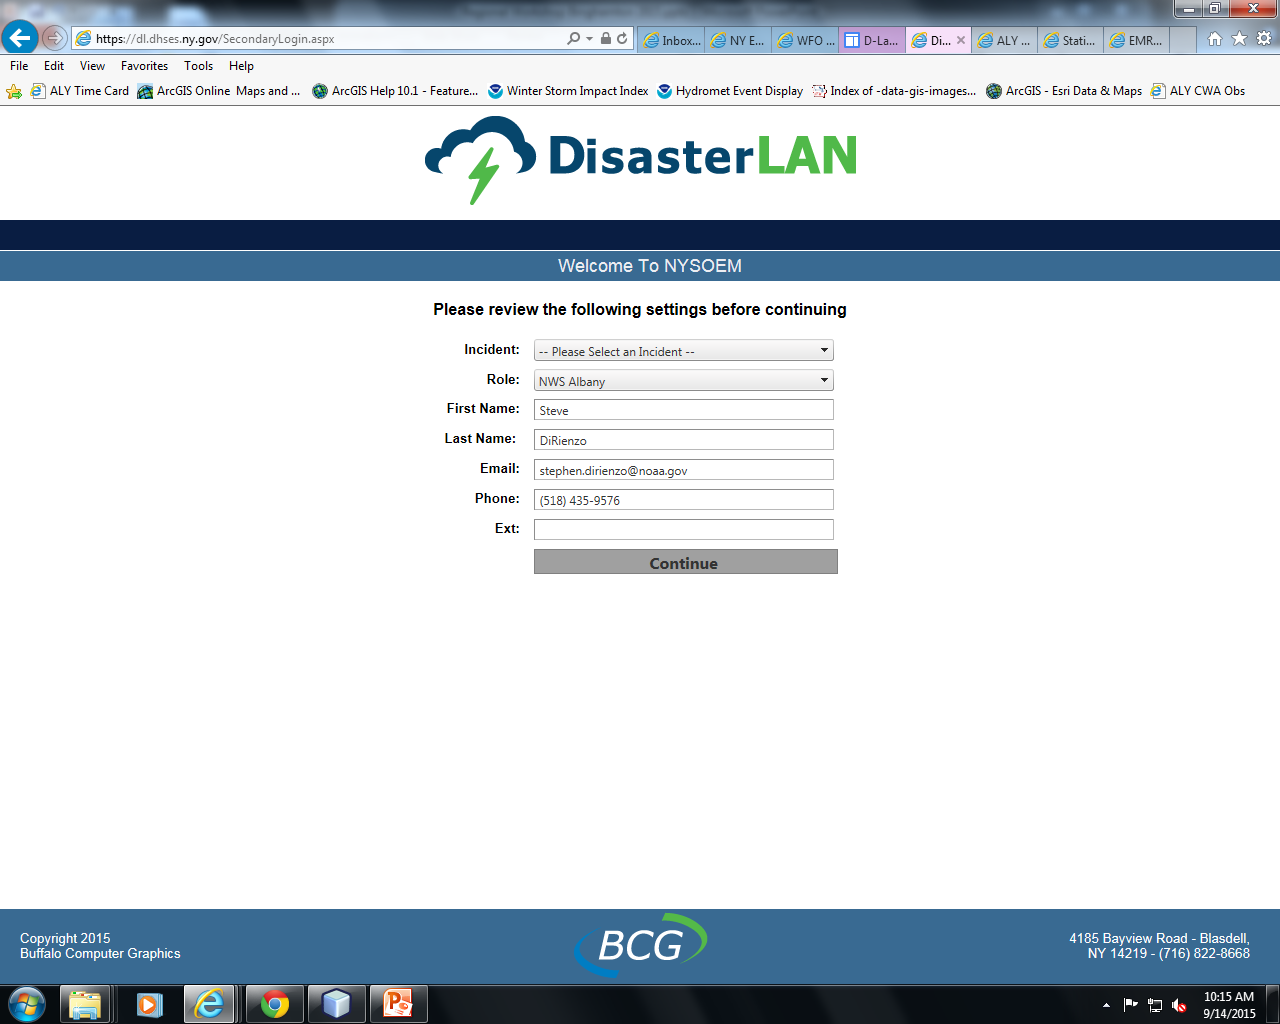 https://dl.dhses.ny.gov/SecondaryLogin.aspx
Inbox...
NY E...
WFO ...
D-La...
Di...
ALY ...
Stati...
EMR...
File Edit View Favorites Tools Help
ALY Time Card
ArcGIS Online Maps and ...
ArcGIS Help 10.1 - Feature...
Winter Storm Impact Index
Hydromet Event Display
Index of -data-gis-images...
ArcGIS - Esri Data & Maps
ALY CWA Obs
DisasterLAN
Welcome To NYSOEM
Please review the following settings before continuing
Incident: -- Please Select an Incident --
Role: NWS Albany
First Name: Steve
Last Name: DiRienzo
Email: stephen.dirienzo@noaa.gov
Phone: (518) 435-9576
Ext:
Continue
Copyright 2015
Buffalo Computer Graphics
BCG
4185 Bayview Road - Blasdell,
NY 14219 - (716) 822-8668
10:15 AM
9/14/2015